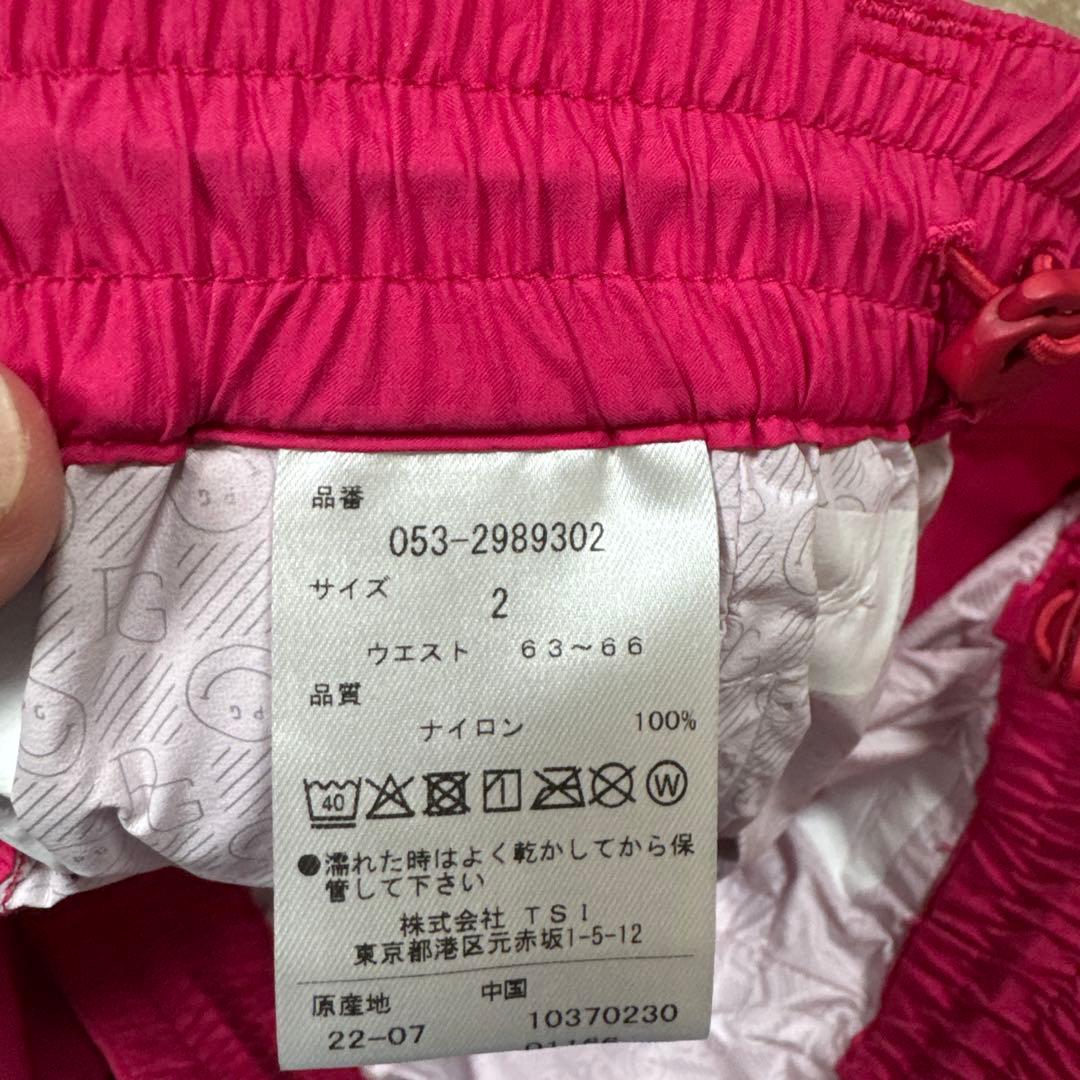 品番
053-2989302
サイズ
2
ウエスト 63〜66
品質
ナイロン 100%
40 W
●濡れた時はよく乾かしてから保
管して下さい
株式会社 TSI
東京都港区元赤坂1-5-12
原産地 中国
22-07 10370230
PG
PG